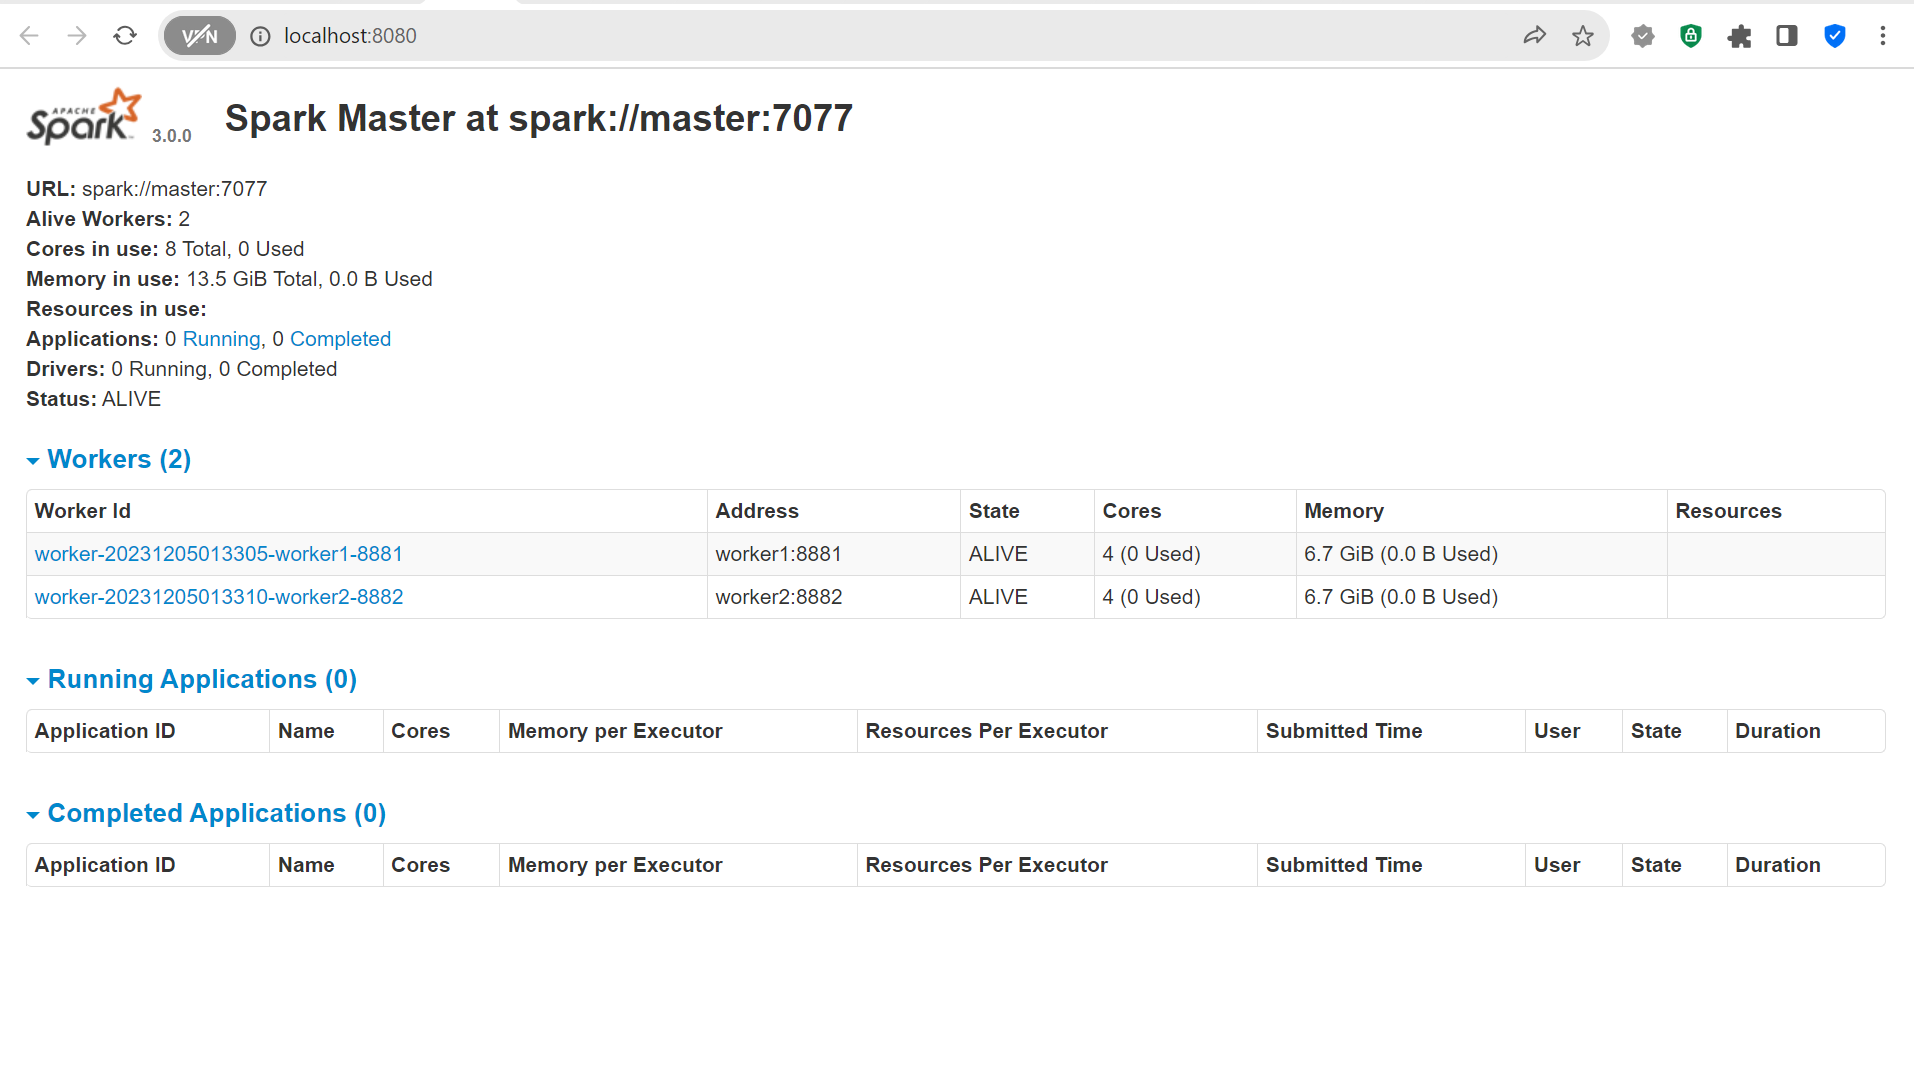 VPN localhost:8080
APACHE
Spark 3.0.0 Spark Master at spark://master:7077
URL: spark://master:7077
Alive Workers: 2
Cores in use: 8 Total, 0 Used
Memory in use: 13.5 GiB Total, 0.0 B Used
Resources in use:
Applications: 0 Running, 0 Completed
Drivers: 0 Running, 0 Completed
Status: ALIVE
Workers (2)
Worker Id Address State Cores Memory Resources
worker-20231205013305-worker1-8881 worker1:8881 ALIVE 4 (0 Used) 6.7 GiB (0.0 B Used)
worker-20231205013310-worker2-8882 worker2:8882 ALIVE 4 (0 Used) 6.7 GiB (0.0 B Used)
Running Applications (0)
Application ID Name Cores Memory per Executor Resources Per Executor Submitted Time User State Duration
Completed Applications (0)
Application ID Name Cores Memory per Executor Resources Per Executor Submitted Time User State Duration